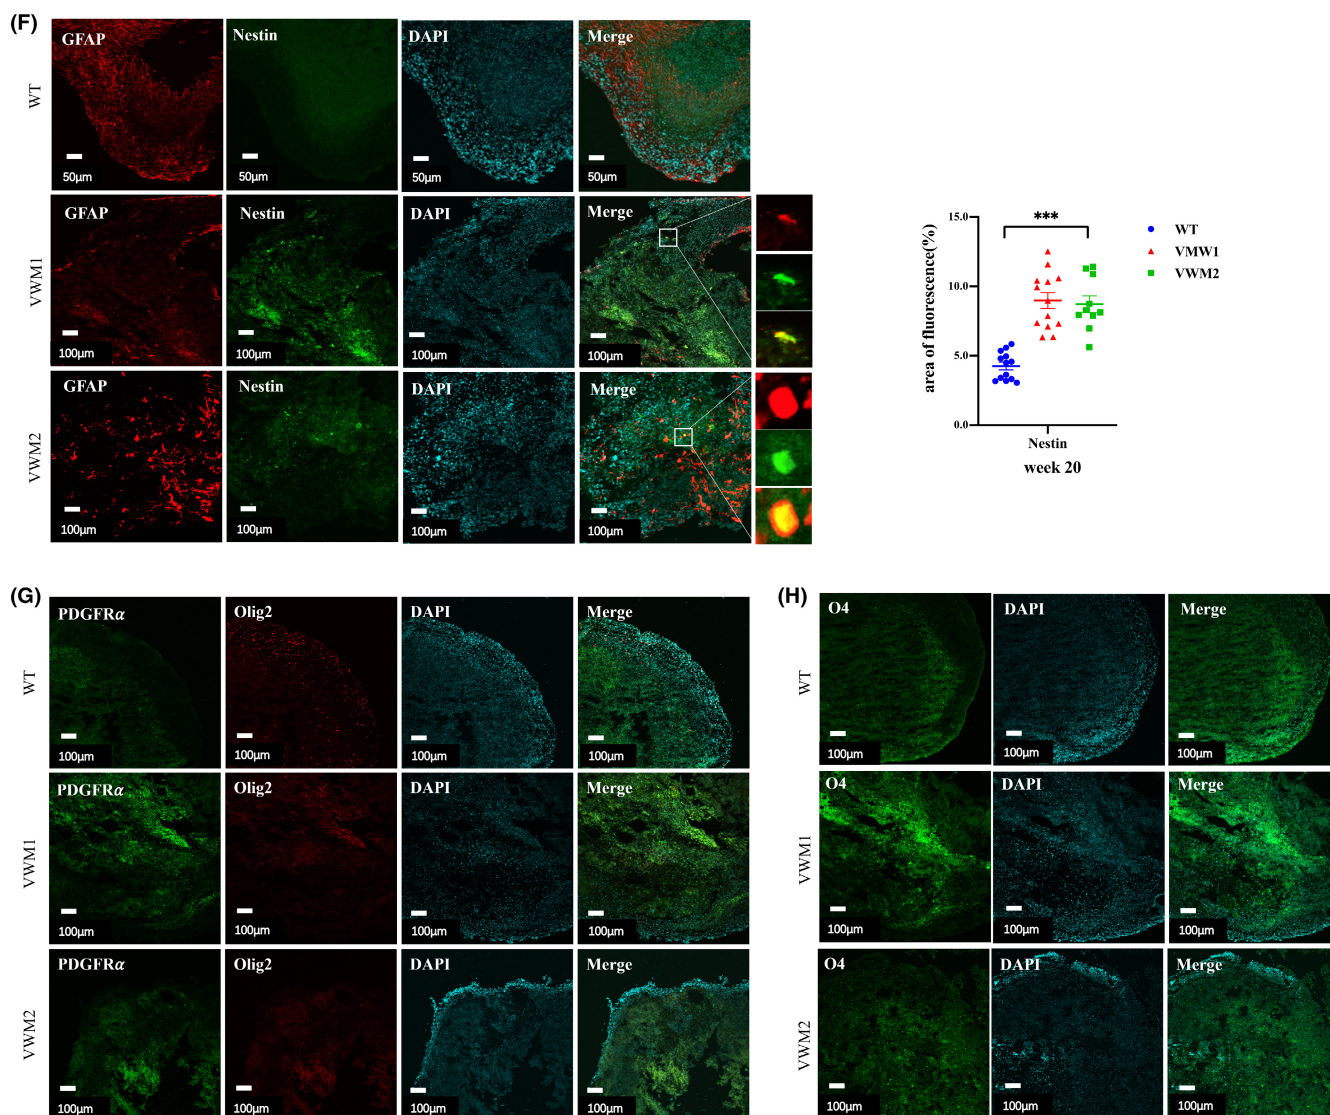 (F)
GFAP Nestin DAPI Merge
WT
50μm 50μm 50μm 50μm
GFAP Nestin DAPI Merge
VWM1
100μm 100μm 100μm 100μm
GFAP Nestin DAPI Merge
VWM2
100μm 100μm 100μm 100μm
***
15.0
10.0
5.0
0.0
area of fluorescence(%)
Nestin
week 20
WT
VMW1
VWM2
(G)
PDGFRα Olig2 DAPI Merge
WT
100μm 100μm 100μm 100μm
PDGFRα Olig2 DAPI Merge
VWM1
100μm 100μm 100μm 100μm
PDGFRα Olig2 DAPI Merge
VWM2
100μm 100μm 100μm 100μm
(H)
O4 DAPI Merge
WT
100μm 100μm 100μm
O4 DAPI Merge
VWM1
100μm 100μm 100μm
O4 DAPI Merge
VWM2
100μm 100μm 100μm